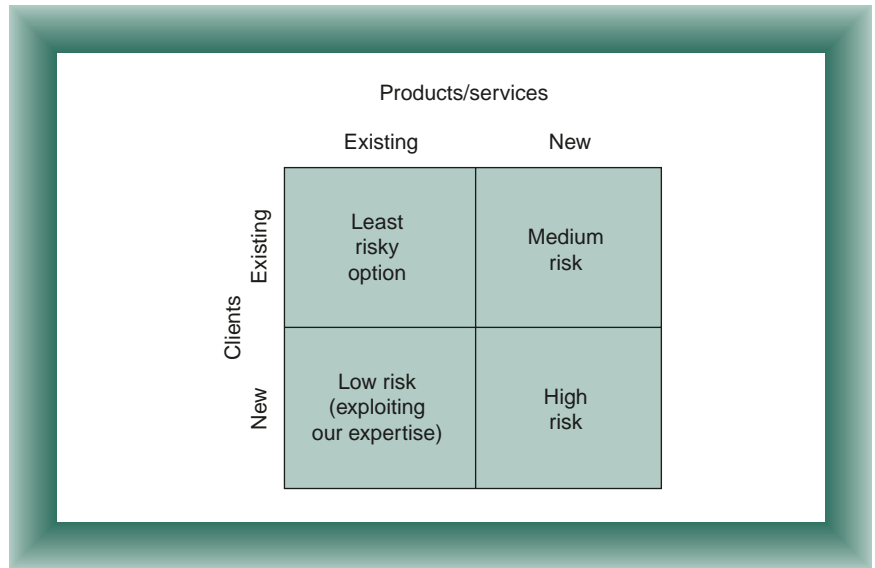 Products/services
Existing
New
Clients
Existing
Least
risky
option
Medium
risk
New
Low risk
(exploiting
our expertise)
High
risk